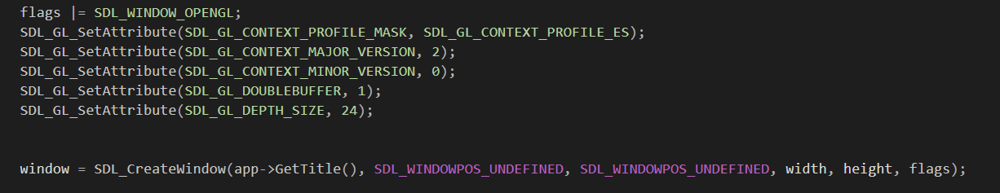 flags |= SDL_WINDOW_OPENGL;
SDL_GL_SetAttribute(SDL_GL_CONTEXT_PROFILE_MASK, SDL_GL_CONTEXT_PROFILE_ES);
SDL_GL_SetAttribute(SDL_GL_CONTEXT_MAJOR_VERSION, 2);
SDL_GL_SetAttribute(SDL_GL_CONTEXT_MINOR_VERSION, 0);
SDL_GL_SetAttribute(SDL_GL_DOUBLEBUFFER, 1);
SDL_GL_SetAttribute(SDL_GL_DEPTH_SIZE, 24);
window = SDL_CreateWindow(app->GetTitle(), SDL_WINDOWPOS_UNDEFINED, SDL_WINDOWPOS_UNDEFINED, width, height, flags);